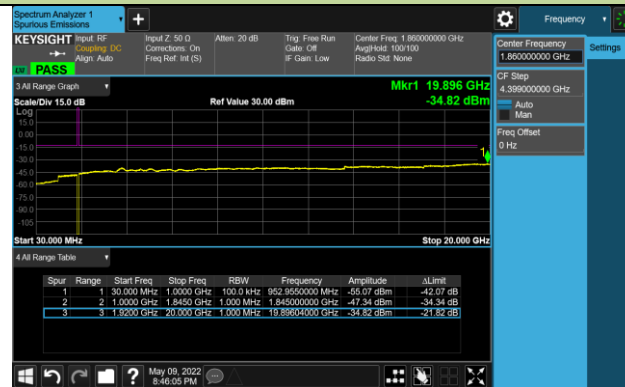 Spectrum Analyzer 1
Spurious Emissions
Frequency
KEYSIGHT Input: RF
Coupling: DC
Align: Auto
Input Z: 50 Ω
Corrections: On
Freq Ref: Int (S)
Atten: 20 dB
Trig: Free Run
Gate: Off
IF Gain: Low
Center Freq: 1.860000000 GHz
Avg|Hold: 100/100
Radio Std: None
LVI PASS
3 All Range Graph
Mkr1 19.896 GHz
Scale/Div 15.0 dB
Ref Value 30.00 dBm
-34.82 dBm
Log
15.0
0.00
-15.0
-30.0
-45.0
-60.0
-75.0
-90.0
-105
1
Start 30.000 MHz
Stop 20.000 GHz
4 All Range Table
Spur Range Start Freq Stop Freq RBW Frequency Amplitude ΔLimit
1 1 30.000 MHz 1.0000 GHz 100.0 kHz 952.9550000 MHz -55.07 dBm -42.07 dB
2 2 1.0000 GHz 1.8450 GHz 1.000 MHz 1.845000000 GHz -47.34 dBm -34.34 dB
3 3 1.9200 GHz 20.000 GHz 1.000 MHz 19.89604000 GHz -34.82 dBm -21.82 dB
May 09, 2022
8:46:05 PM
Center Frequency
1.860000000 GHz
Settings
CF Step
4.399000000 GHz
Auto
Man
Freq Offset
0 Hz